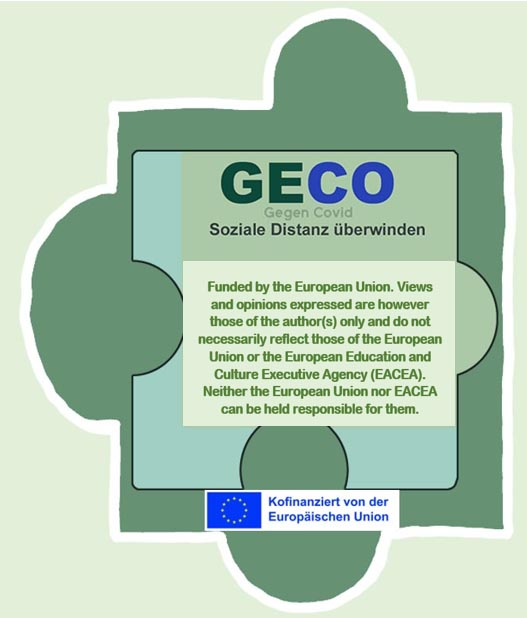 GECO
Gegen Covid
Soziale Distanz überwinden
Funded by the European Union. Views
and opinions expressed are however
those of the author(s) only and do not
necessarily reflect those of the European
Union or the European Education and
Culture Executive Agency (EACEA).
Neither the European Union nor EACEA
can be held responsible for them.
Kofinanziert von der
Europäischen Union